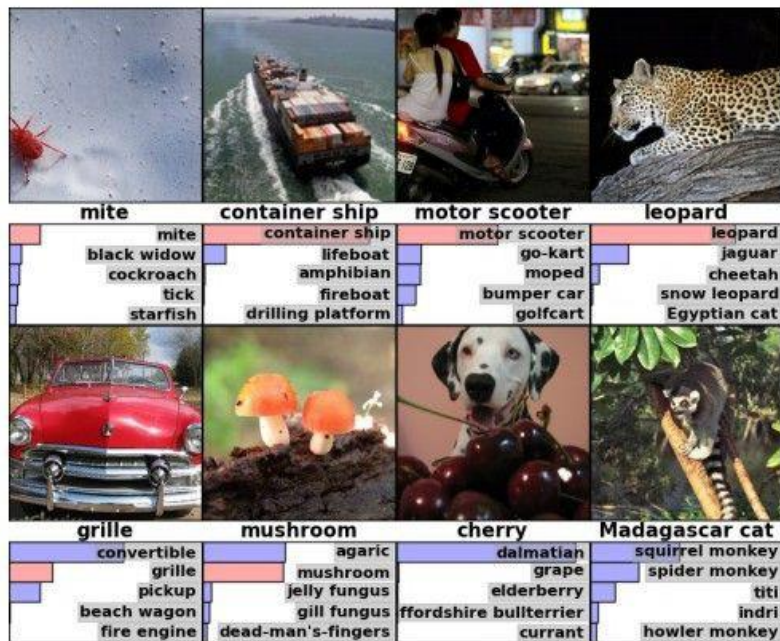 mite
container ship
motor scooter
leopard
mite
black widow
cockroach
tick
starfish
container ship
lifeboat
amphibian
fireboat
drilling platform
motor scooter
go-kart
moped
bumper car
golfcart
leopard
jaguar
cheetah
snow leopard
Egyptian cat
grille
mushroom
cherry
Madagascar cat
convertible
grille
pickup
beach wagon
fire engine
agaric
mushroom
jelly fungus
gill fungus
dead-man's-fingers
dalmatian
grape
elderberry
ffordshire bullterrier
currant
squirrel monkey
spider monkey
titi
indri
howler monkey